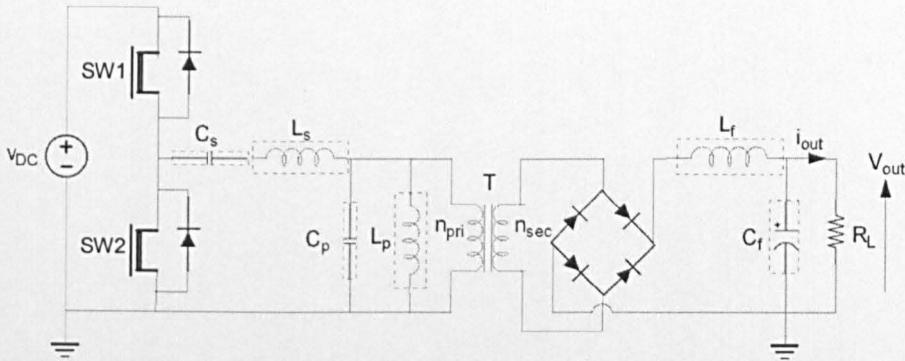 SW1
v_DC
+
−
SW2
C_s
L_s
C_p
L_p
n_pri
T
n_sec
L_f
i_out
V_out
+
C_f
R_L